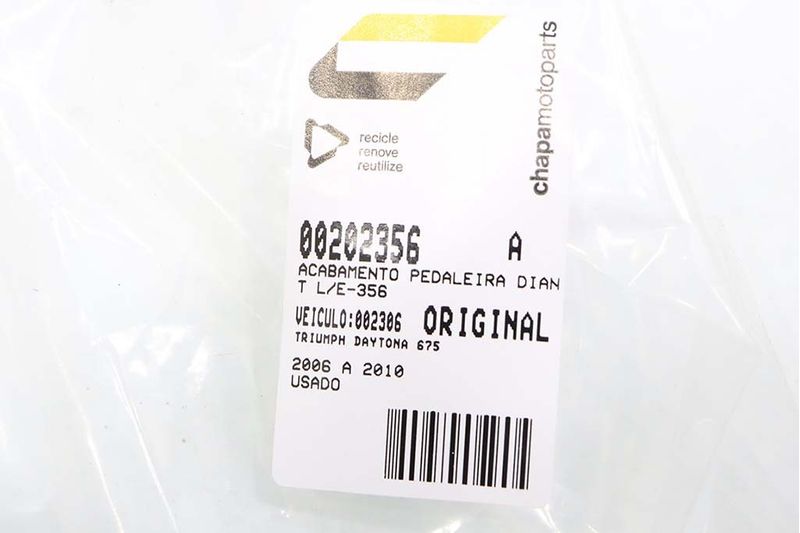 chapamotoparts
recicle
renove
reutilize
00202356 A
ACABAMENTO PEDALEIRA DIAN
T L/E-356
VEICULO:002306 ORIGINAL
TRIUMPH DAYTONA 675
2006 A 2010
USADO